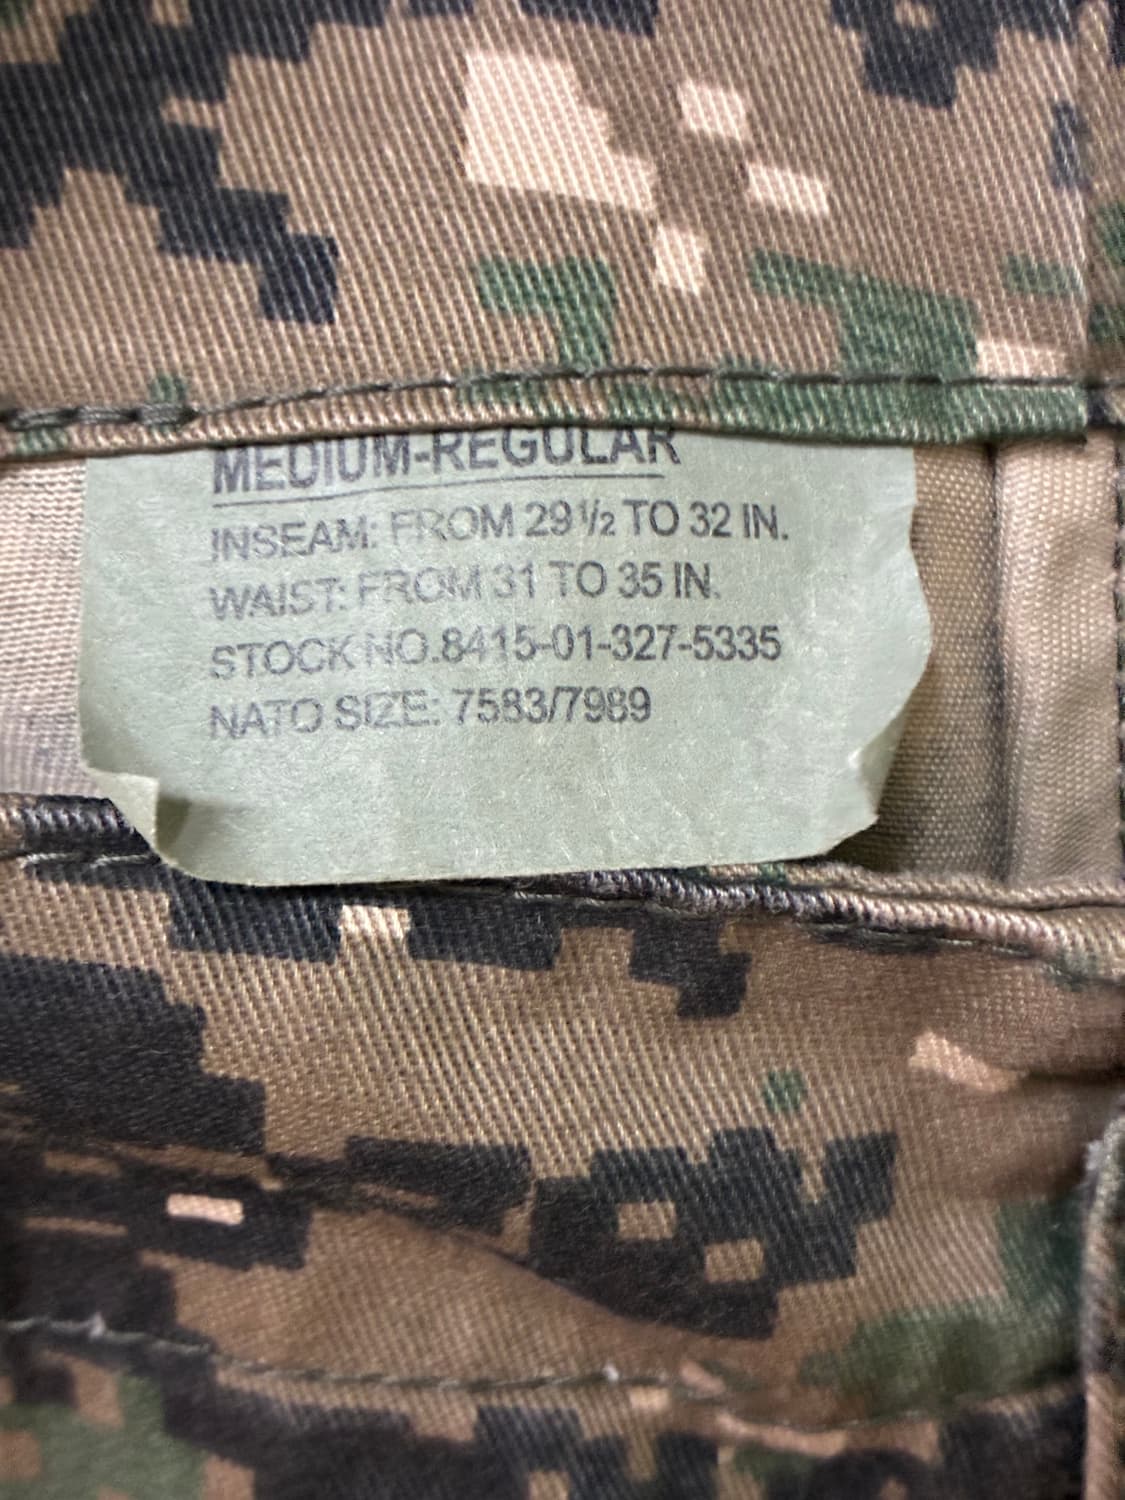 MEDIUM-REGULAR
INSEAM: FROM 29 1/2 TO 32 IN.
WAIST: FROM 31 TO 35 IN.
STOCK NO.8415-01-327-5335
NATO SIZE: 7583/7989